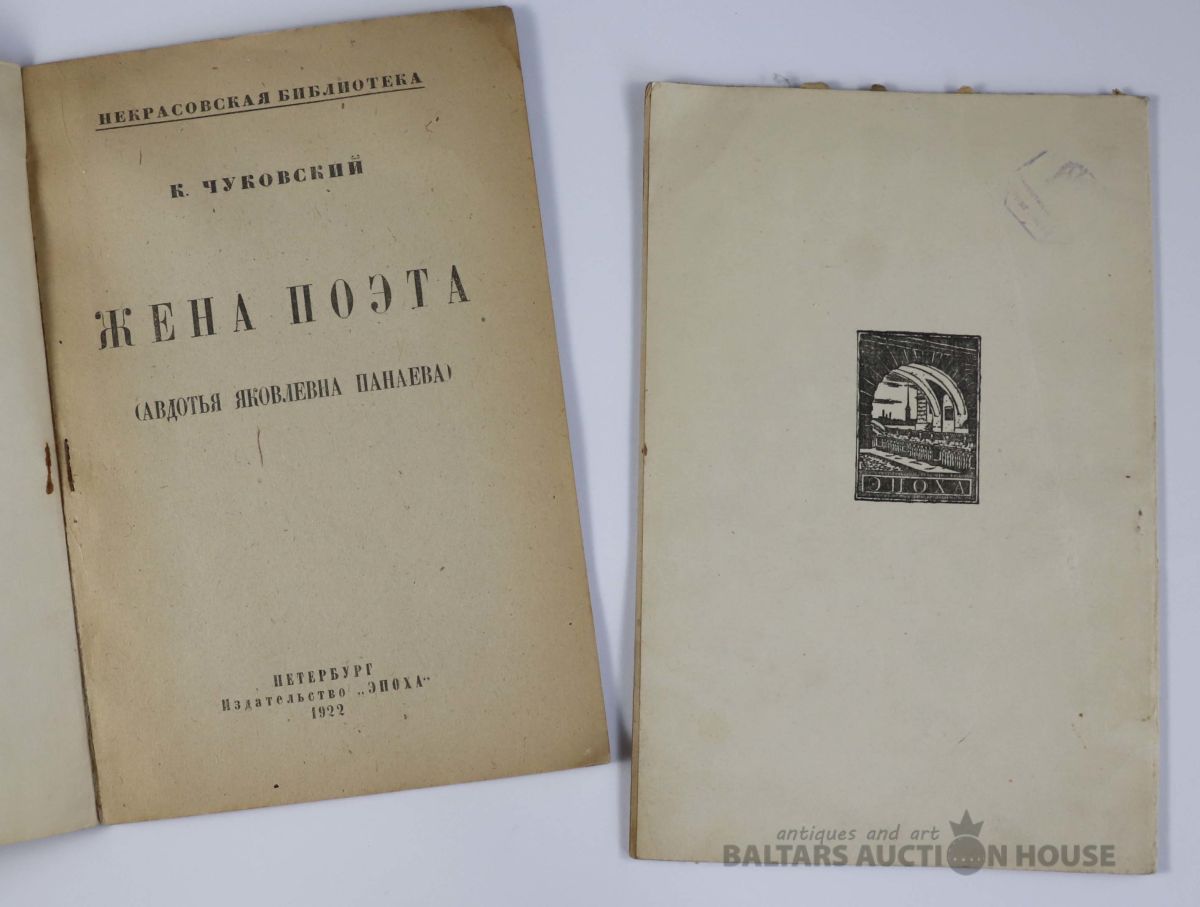 НЕКРАСОВСКАЯ БИБЛИОТЕКА
К. ЧУКОВСКИЙ
ЖЕНА ПОЭТА
(АВДОТЬЯ ЯКОВЛЕВНА ПАНАЕВА)
ПЕТЕРБУРГ
Издательство „ЭПОХА“
1922
ЭПОХА
antiques and art
BALTARS AUCTION HOUSE